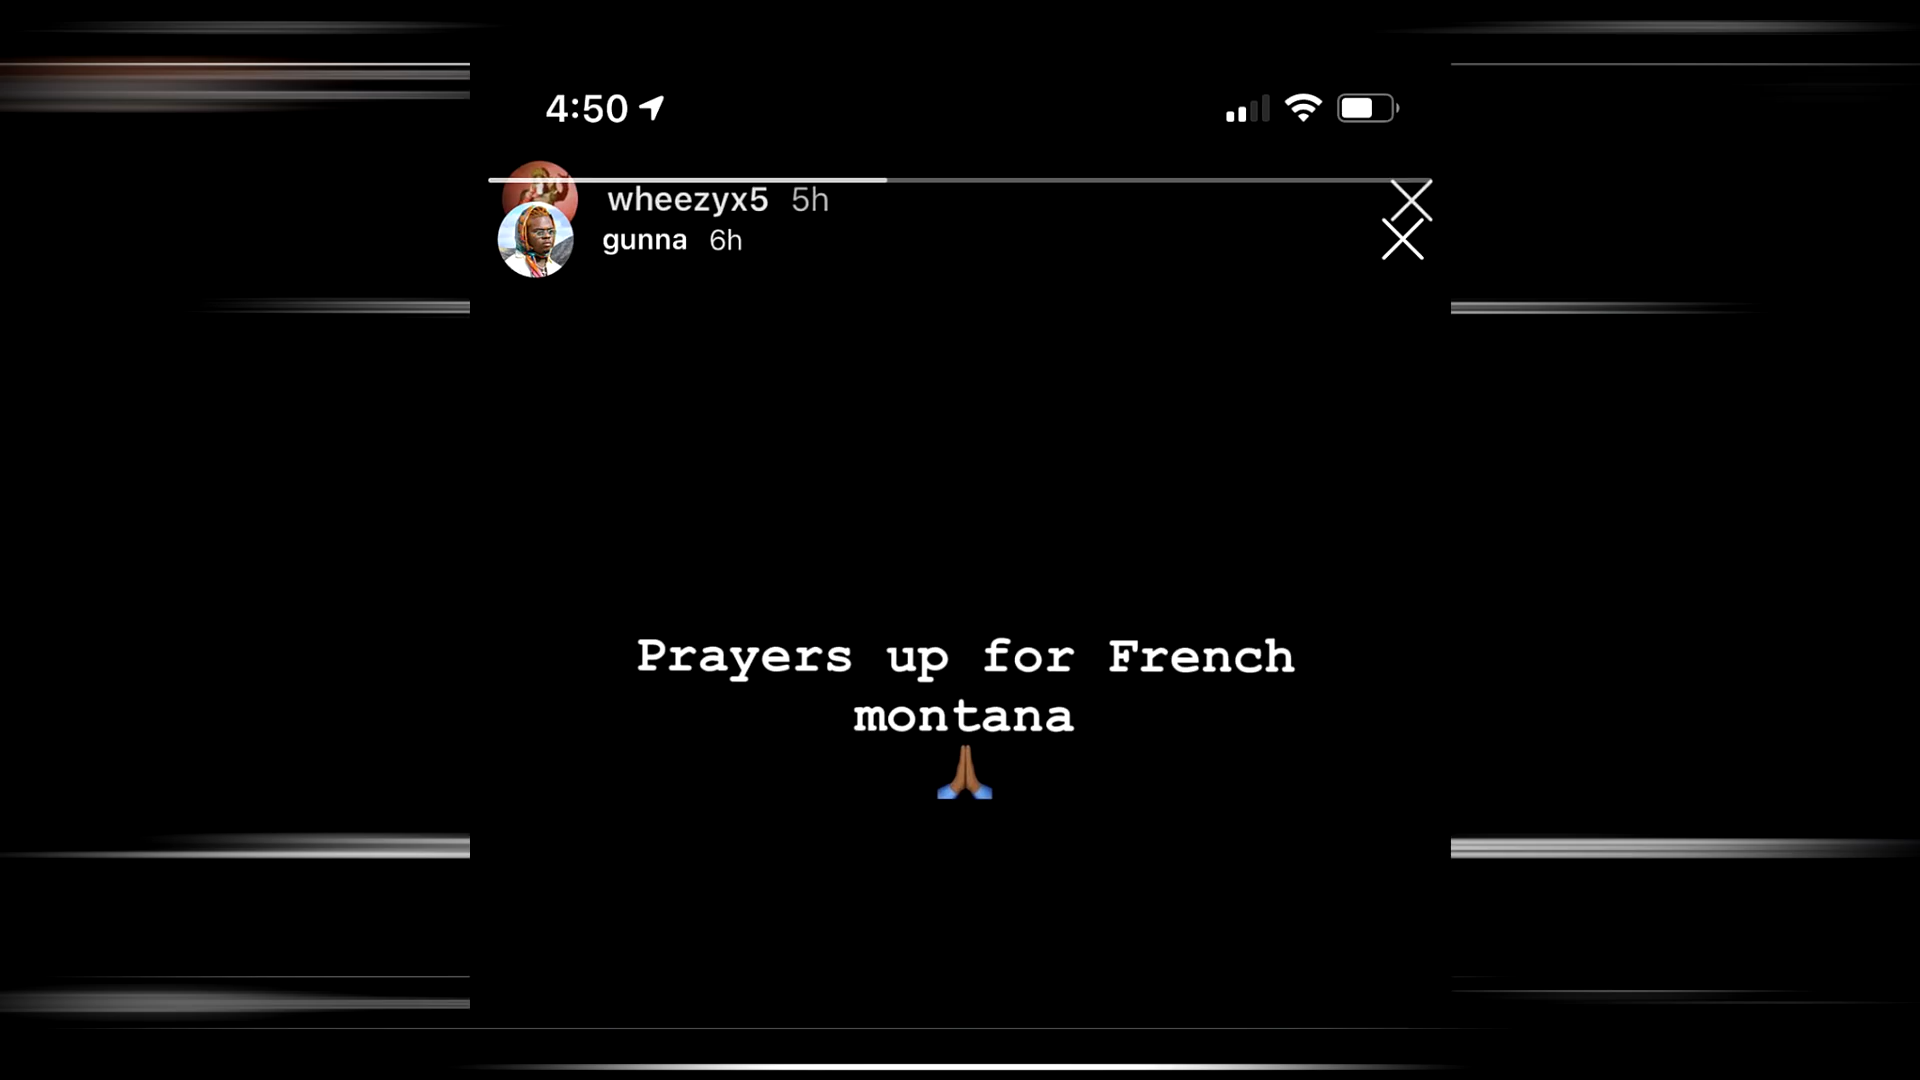 4:50
wheezyx5 5h
gunna 6h
Prayers up for French
montana
🙏🏾